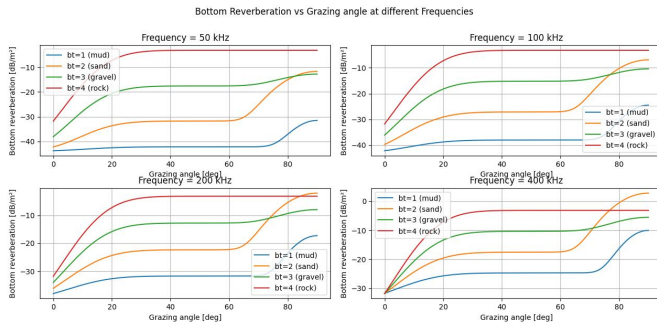 Bottom Reverberation vs Grazing angle at different Frequencies
Frequency = 50 kHz
Bottom reverberation [dB/m²]
−10
−20
−30
−40
bt=1 (mud)
bt=2 (sand)
bt=3 (gravel)
bt=4 (rock)
0 20 40 60 80
Grazing angle [deg]
Frequency = 100 kHz
Bottom reverberation [dB/m²]
−10
−20
−30
−40
bt=1 (mud)
bt=2 (sand)
bt=3 (gravel)
bt=4 (rock)
0 20 40 60 80
Grazing angle [deg]
Frequency = 200 kHz
Bottom reverberation [dB/m²]
−10
−20
−30
bt=1 (mud)
bt=2 (sand)
bt=3 (gravel)
bt=4 (rock)
0 20 40 60 80
Grazing angle [deg]
Frequency = 400 kHz
Bottom reverberation [dB/m²]
0
−10
−20
−30
bt=1 (mud)
bt=2 (sand)
bt=3 (gravel)
bt=4 (rock)
0 20 40 60 80
Grazing angle [deg]